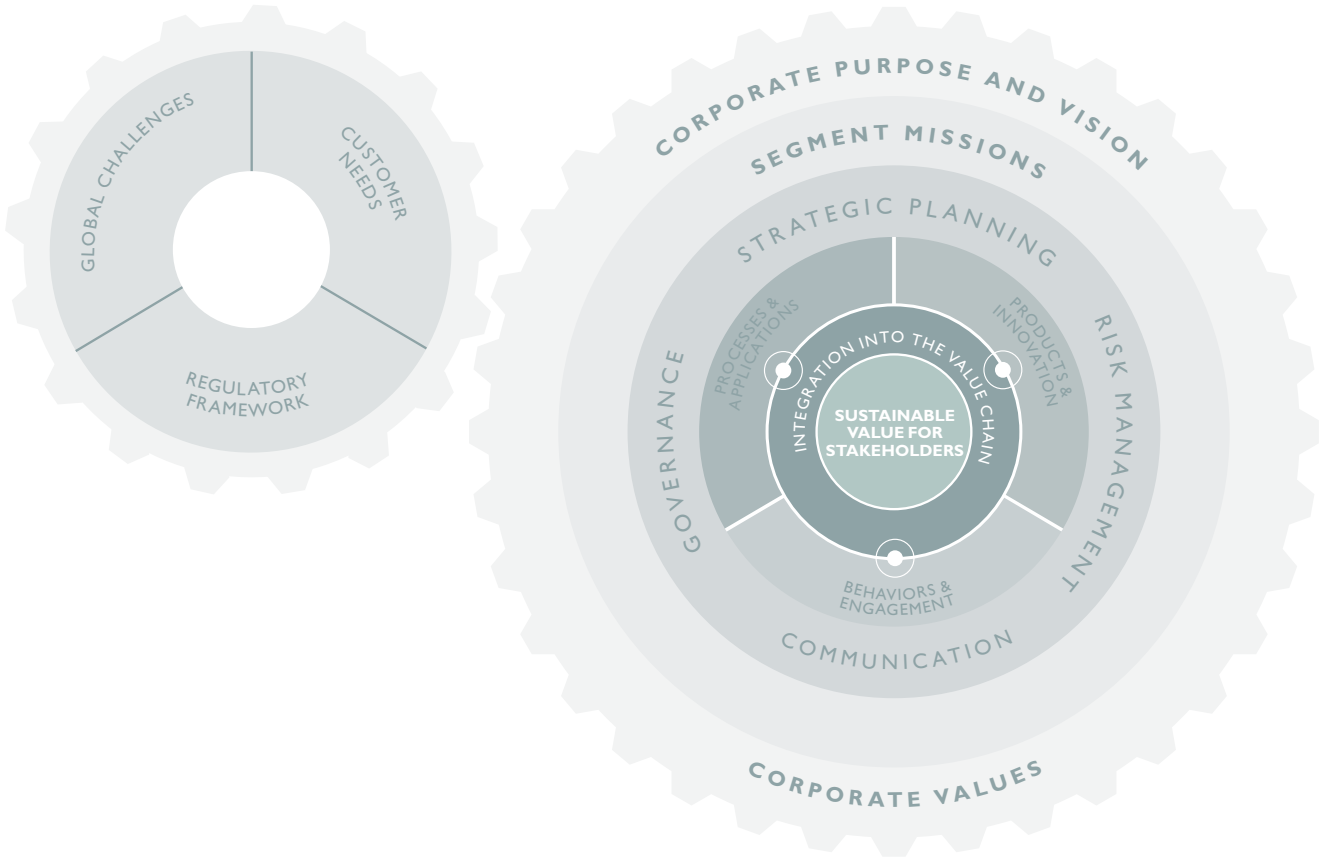 GLOBAL CHALLENGES
CUSTOMER
NEEDS
REGULATORY
FRAMEWORK
CORPORATE PURPOSE AND VISION
SEGMENT MISSIONS
STRATEGIC PLANNING
GOVERNANCE
RISK MANAGEMENT
COMMUNICATION
PROCESSES &
APPLICATIONS
PRODUCTS &
INNOVATION
BEHAVIORS &
ENGAGEMENT
INTEGRATION INTO THE VALUE CHAIN
SUSTAINABLE
VALUE FOR
STAKEHOLDERS
CORPORATE VALUES